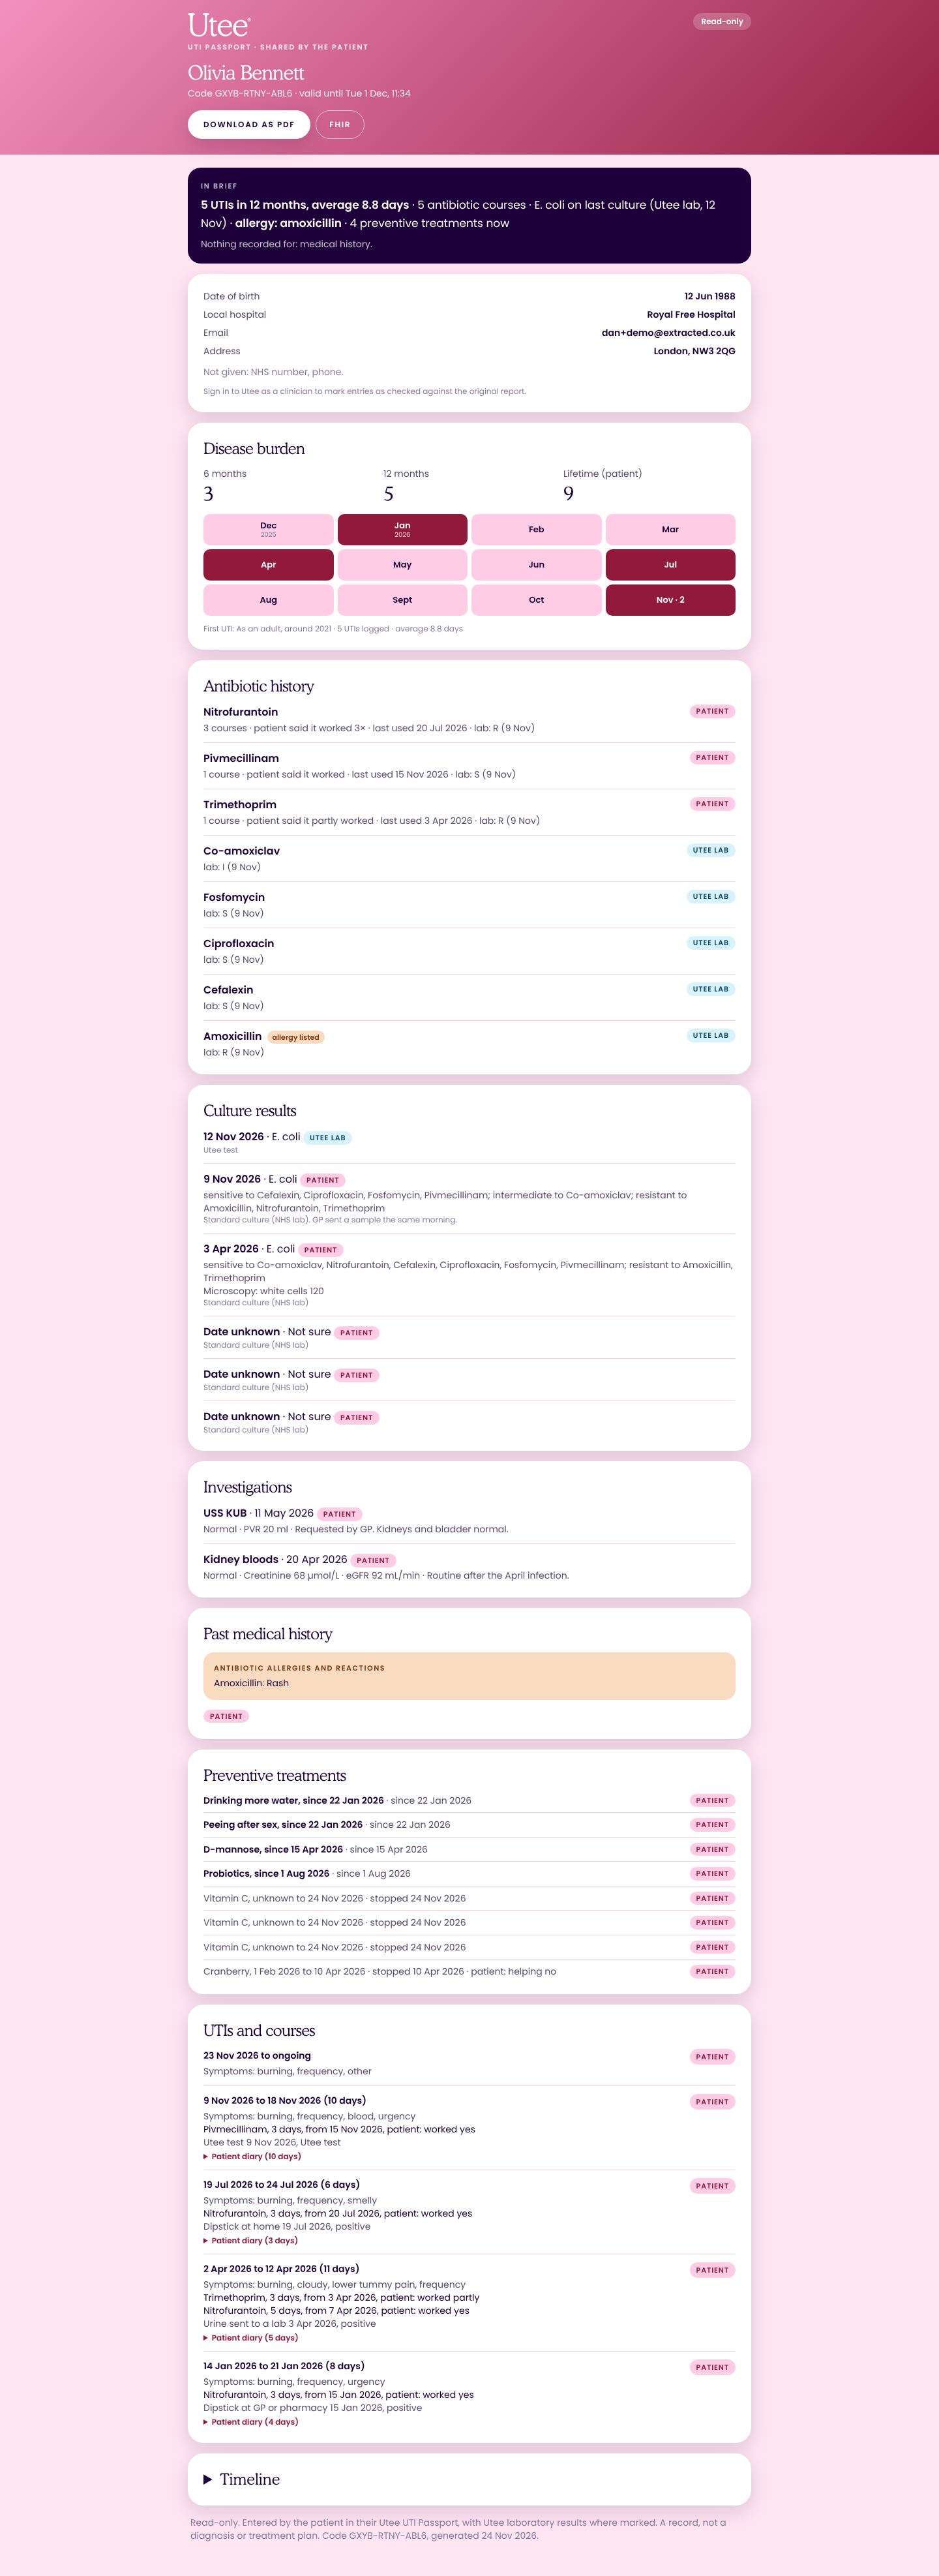 Utee®
Read-only
UTI PASSPORT · SHARED BY THE PATIENT
Olivia Bennett
Code GXYB-RTNY-ABL6 · valid until Tue 1 Dec, 11:34
DOWNLOAD AS PDF
FHIR
IN BRIEF
5 UTIs in 12 months, average 8.8 days · 5 antibiotic courses · E. coli on last culture (Utee lab, 12
Nov) · allergy: amoxicillin · 4 preventive treatments now
Nothing recorded for: medical history.
Date of birth 12 Jun 1988
Local hospital Royal Free Hospital
Email dan+demo@extracted.co.uk
Address London, NW3 2QG
Not given: NHS number, phone.
Sign in to Utee as a clinician to mark entries as checked against the original report.
Disease burden
6 months 12 months Lifetime (patient)
3 5 9
Dec
2025
Jan
2026
Feb
Mar
Apr
May
Jun
Jul
Aug
Sept
Oct
Nov · 2
First UTI: As an adult, around 2021 · 5 UTIs logged · average 8.8 days
Antibiotic history
Nitrofurantoin PATIENT
3 courses · patient said it worked 3× · last used 20 Jul 2026 · lab: R (9 Nov)
Pivmecillinam PATIENT
1 course · patient said it worked · last used 15 Nov 2026 · lab: S (9 Nov)
Trimethoprim PATIENT
1 course · patient said it partly worked · last used 3 Apr 2026 · lab: R (9 Nov)
Co-amoxiclav UTEE LAB
lab: I (9 Nov)
Fosfomycin UTEE LAB
lab: S (9 Nov)
Ciprofloxacin UTEE LAB
lab: S (9 Nov)
Cefalexin UTEE LAB
lab: S (9 Nov)
Amoxicillin allergy listed UTEE LAB
lab: R (9 Nov)
Culture results
12 Nov 2026 · E. coli UTEE LAB
Utee test
9 Nov 2026 · E. coli PATIENT
sensitive to Cefalexin, Ciprofloxacin, Fosfomycin, Pivmecillinam; intermediate to Co-amoxiclav; resistant to
Amoxicillin, Nitrofurantoin, Trimethoprim
Standard culture (NHS lab). GP sent a sample the same morning.
3 Apr 2026 · E. coli PATIENT
sensitive to Co-amoxiclav, Nitrofurantoin, Cefalexin, Ciprofloxacin, Fosfomycin, Pivmecillinam; resistant to Amoxicillin,
Trimethoprim
Microscopy: white cells 120
Standard culture (NHS lab)
Date unknown · Not sure PATIENT
Standard culture (NHS lab)
Date unknown · Not sure PATIENT
Standard culture (NHS lab)
Date unknown · Not sure PATIENT
Standard culture (NHS lab)
Investigations
USS KUB · 11 May 2026 PATIENT
Normal · PVR 20 ml · Requested by GP. Kidneys and bladder normal.
Kidney bloods · 20 Apr 2026 PATIENT
Normal · Creatinine 68 µmol/L · eGFR 92 mL/min · Routine after the April infection.
Past medical history
ANTIBIOTIC ALLERGIES AND REACTIONS
Amoxicillin: Rash
PATIENT
Preventive treatments
Drinking more water, since 22 Jan 2026 · since 22 Jan 2026 PATIENT
Peeing after sex, since 22 Jan 2026 · since 22 Jan 2026 PATIENT
D-mannose, since 15 Apr 2026 · since 15 Apr 2026 PATIENT
Probiotics, since 1 Aug 2026 · since 1 Aug 2026 PATIENT
Vitamin C, unknown to 24 Nov 2026 · stopped 24 Nov 2026 PATIENT
Vitamin C, unknown to 24 Nov 2026 · stopped 24 Nov 2026 PATIENT
Vitamin C, unknown to 24 Nov 2026 · stopped 24 Nov 2026 PATIENT
Cranberry, 1 Feb 2026 to 10 Apr 2026 · stopped 10 Apr 2026 · patient: helping no PATIENT
UTIs and courses
23 Nov 2026 to ongoing PATIENT
Symptoms: burning, frequency, other
9 Nov 2026 to 18 Nov 2026 (10 days) PATIENT
Symptoms: burning, frequency, blood, urgency
Pivmecillinam, 3 days, from 15 Nov 2026, patient: worked yes
Utee test 9 Nov 2026, Utee test
▶ Patient diary (10 days)
19 Jul 2026 to 24 Jul 2026 (6 days) PATIENT
Symptoms: burning, frequency, smelly
Nitrofurantoin, 3 days, from 20 Jul 2026, patient: worked yes
Dipstick at home 19 Jul 2026, positive
▶ Patient diary (3 days)
2 Apr 2026 to 12 Apr 2026 (11 days) PATIENT
Symptoms: burning, cloudy, lower tummy pain, frequency
Trimethoprim, 3 days, from 3 Apr 2026, patient: worked partly
Nitrofurantoin, 5 days, from 7 Apr 2026, patient: worked yes
Urine sent to a lab 3 Apr 2026, positive
▶ Patient diary (5 days)
14 Jan 2026 to 21 Jan 2026 (8 days) PATIENT
Symptoms: burning, frequency, urgency
Nitrofurantoin, 3 days, from 15 Jan 2026, patient: worked yes
Dipstick at GP or pharmacy 15 Jan 2026, positive
▶ Patient diary (4 days)
▶ Timeline
Read-only. Entered by the patient in their Utee UTI Passport, with Utee laboratory results where marked. A record, not a
diagnosis or treatment plan. Code GXYB-RTNY-ABL6, generated 24 Nov 2026.